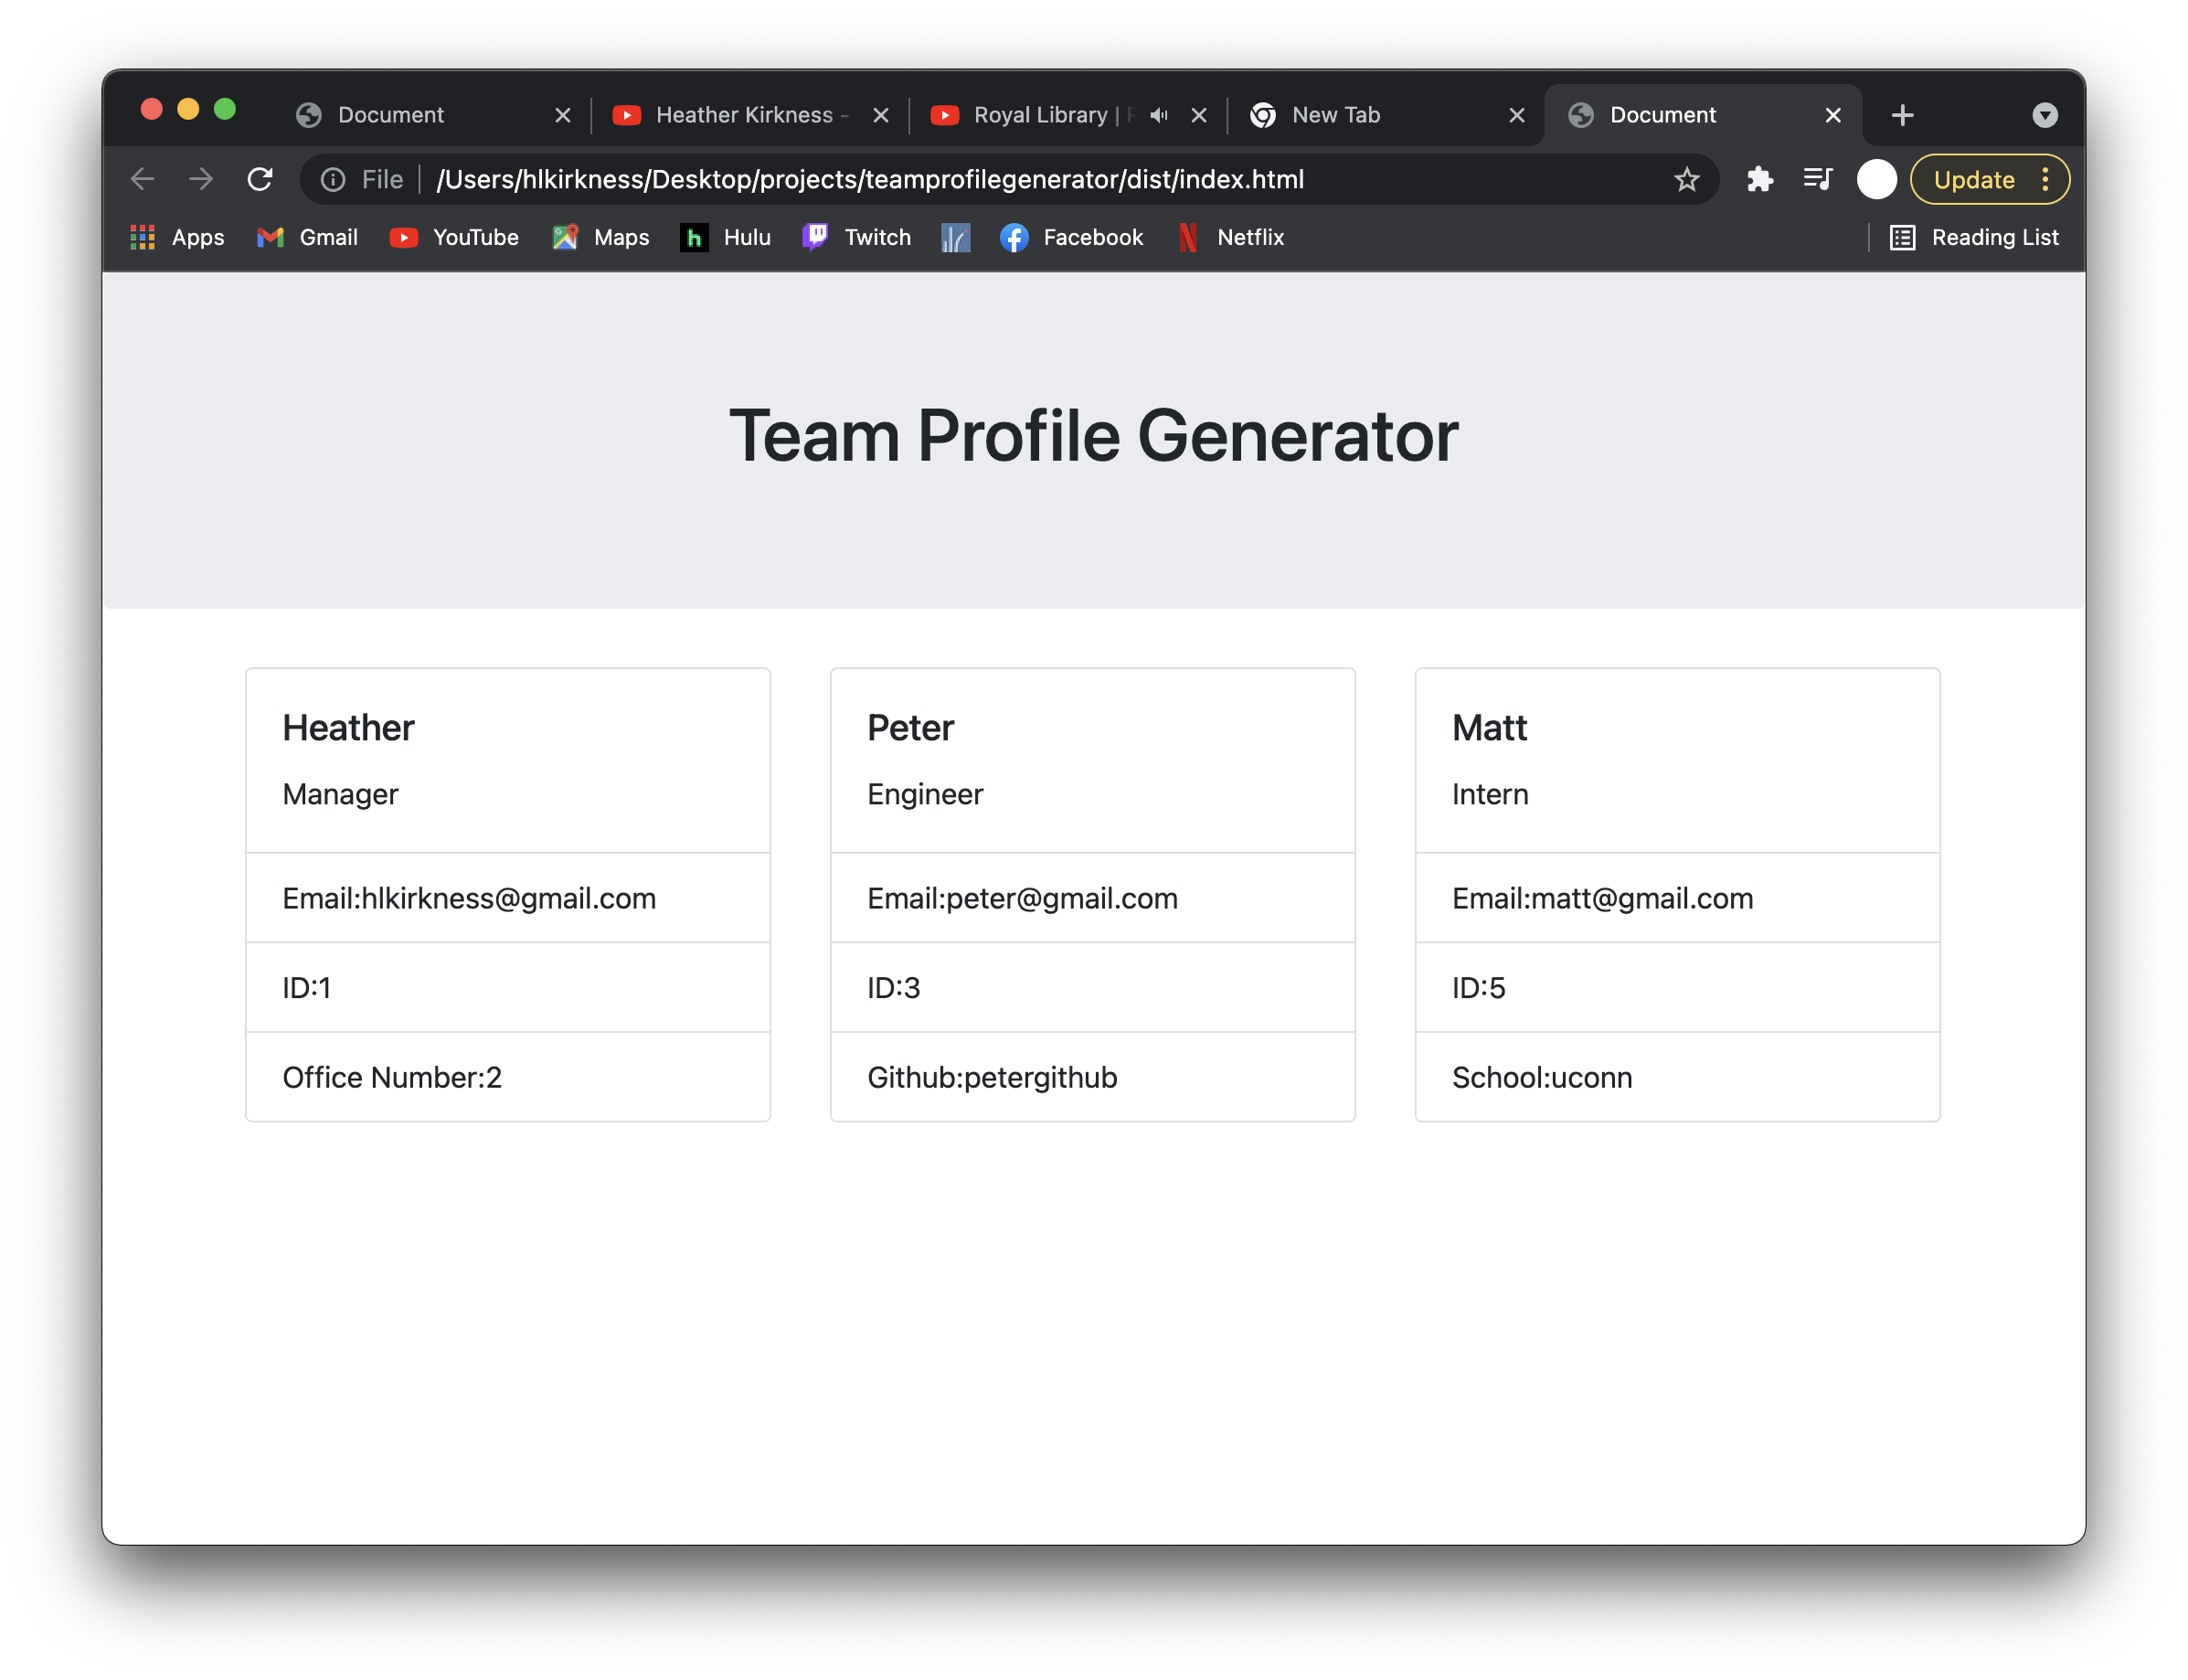 Document
Heather Kirkness -
Royal Library |
New Tab
Document
File
/Users/hlkirkness/Desktop/projects/teamprofilegenerator/dist/index.html
Update
Apps
Gmail
YouTube
Maps
Hulu
Twitch
Facebook
Netflix
Reading List
Team Profile Generator
Heather
Manager
Email:hlkirkness@gmail.com
ID:1
Office Number:2
Peter
Engineer
Email:peter@gmail.com
ID:3
Github:petergithub
Matt
Intern
Email:matt@gmail.com
ID:5
School:uconn